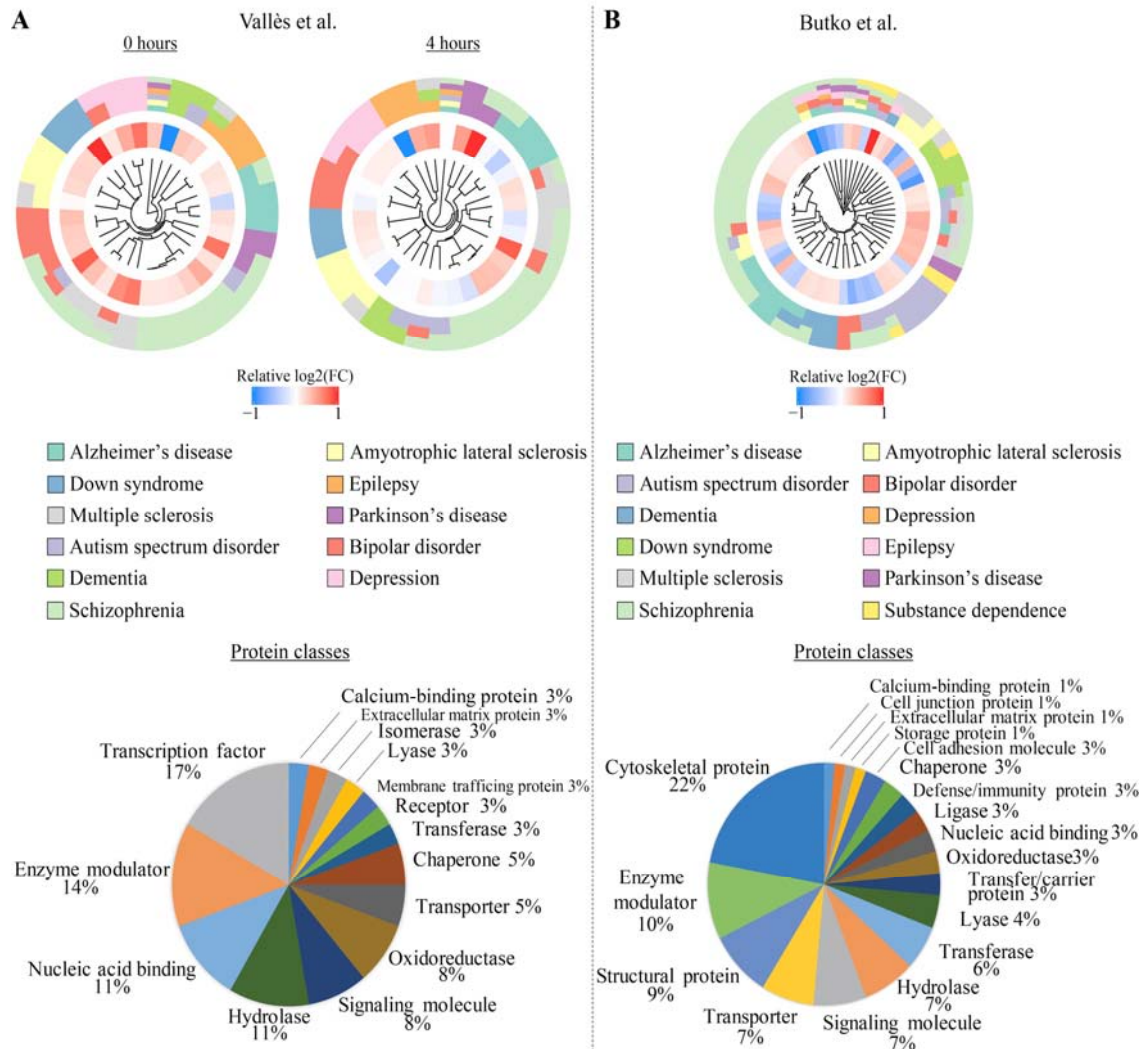 A
Vallès et al.
0 hours
4 hours
Relative log2(FC)
−1
1
Alzheimer's disease
Down syndrome
Multiple sclerosis
Autism spectrum disorder
Dementia
Schizophrenia
Amyotrophic lateral sclerosis
Epilepsy
Parkinson's disease
Bipolar disorder
Depression
Protein classes
Calcium-binding protein 3%
Extracellular matrix protein 3%
Isomerase 3%
Lyase 3%
Membrane trafficking protein 3%
Receptor 3%
Transferase 3%
Chaperone 5%
Transporter 5%
Oxidoreductase
8%
Signaling molecule
8%
Hydrolase
11%
Nucleic acid binding
11%
Enzyme modulator
14%
Transcription factor
17%
B
Butko et al.
Relative log2(FC)
−1
1
Alzheimer's disease
Autism spectrum disorder
Dementia
Down syndrome
Multiple sclerosis
Schizophrenia
Amyotrophic lateral sclerosis
Bipolar disorder
Depression
Epilepsy
Parkinson's disease
Substance dependence
Protein classes
Calcium-binding protein 1%
Cell junction protein 1%
Extracellular matrix protein 1%
Storage protein 1%
Cell adhesion molecule 3%
Chaperone 3%
Defense/immunity protein 3%
Ligase 3%
Nucleic acid binding 3%
Oxidoreductase3%
Transfer/carrier
protein 3%
Lyase 4%
Transferase
6%
Hydrolase
7%
Signaling molecule
7%
Transporter
7%
Structural protein
9%
Enzyme
modulator
10%
Cytoskeletal protein
22%